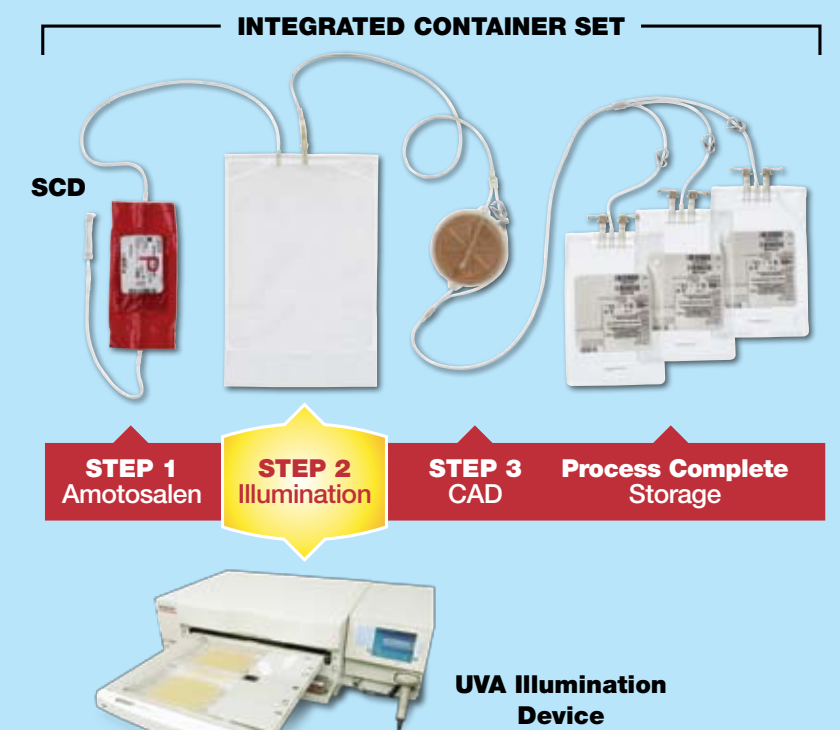 INTEGRATED CONTAINER SET
SCD
P
STEP 1
Amotosalen
STEP 2
Illumination
STEP 3
CAD
Process Complete
Storage
UVA Illumination
Device